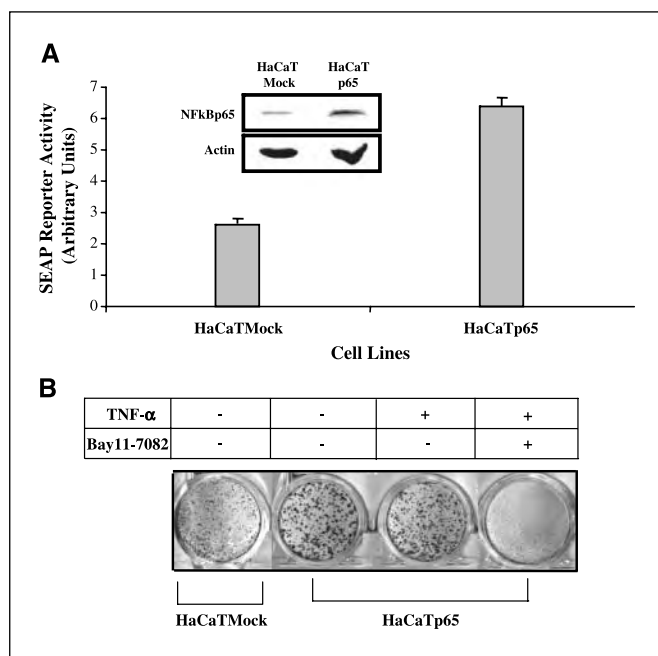 A
SEAP Reporter Activity
(Arbitrary Units)
7
6
5
4
3
2
1
0
HaCaT Mock
HaCaT p65
NFkBp65
Actin
HaCaTMock
HaCaTp65
Cell Lines
B
TNF-α - - + +
Bay11-7082 - - - +
HaCaTMock
HaCaTp65